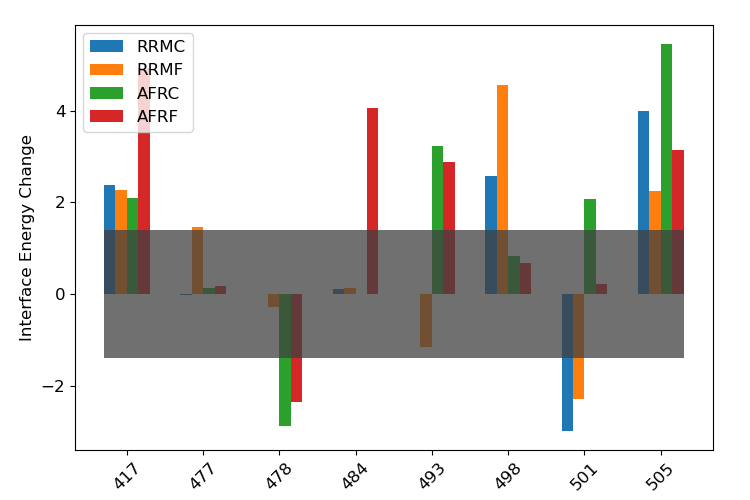 RRMC
RRMF
AFRC
AFRF
Interface Energy Change
4
2
0
−2
417
477
478
484
493
498
501
505